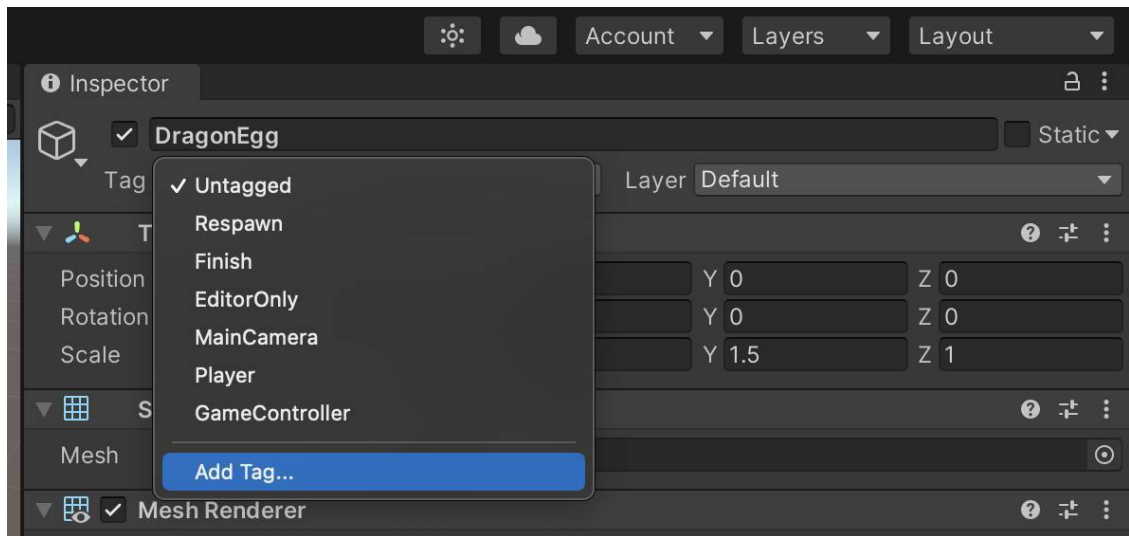 Account Layers Layout
Inspector
DragonEgg Static
Tag Untagged Layer Default
Respawn
T
Finish
Position Y 0 Z 0
EditorOnly
Rotation Y 0 Z 0
MainCamera
Scale Y 1.5 Z 1
Player
S GameController
Mesh
Add Tag...
Mesh Renderer